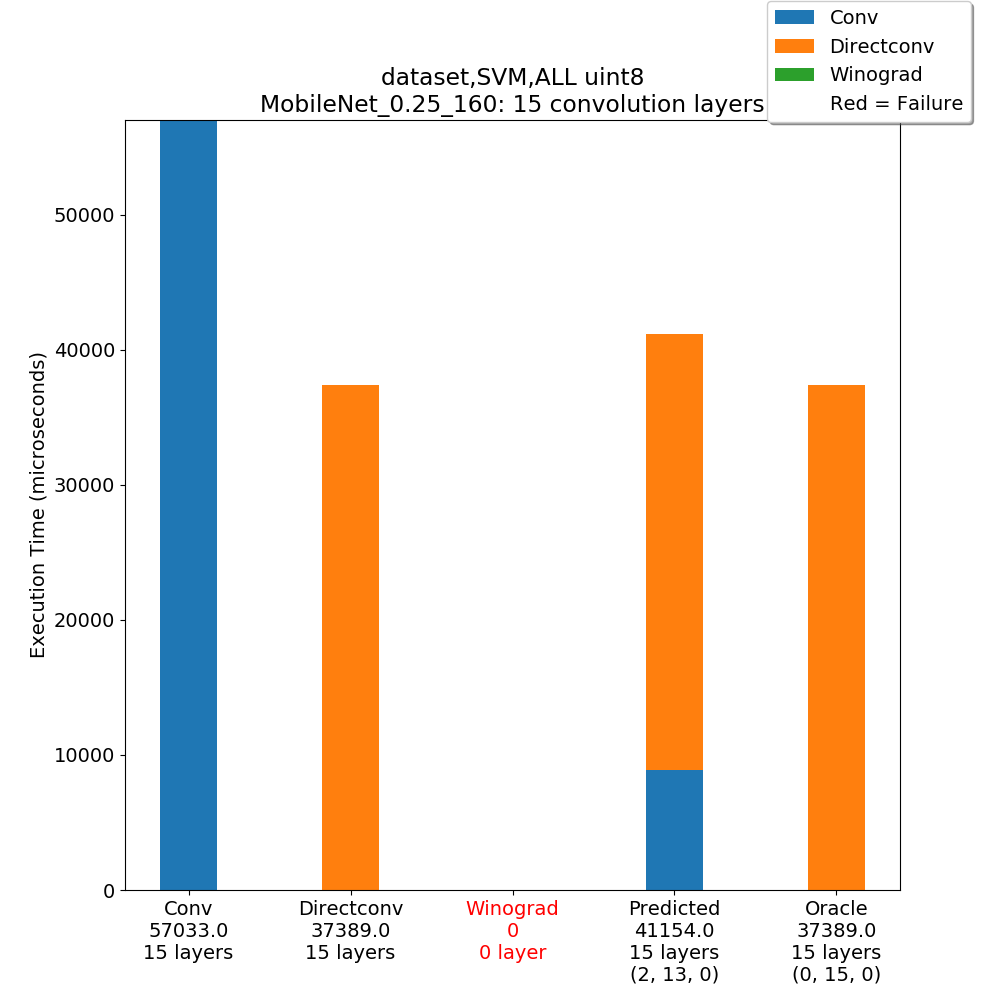 Conv
Directconv
Winograd
Red = Failure
dataset,SVM,ALL uint8
MobileNet_0.25_160: 15 convolution layers
Execution Time (microseconds)
50000
40000
30000
20000
10000
0
Conv
57033.0
15 layers
Directconv
37389.0
15 layers
Winograd
0
0 layer
Predicted
41154.0
15 layers
(2, 13, 0)
Oracle
37389.0
15 layers
(0, 15, 0)